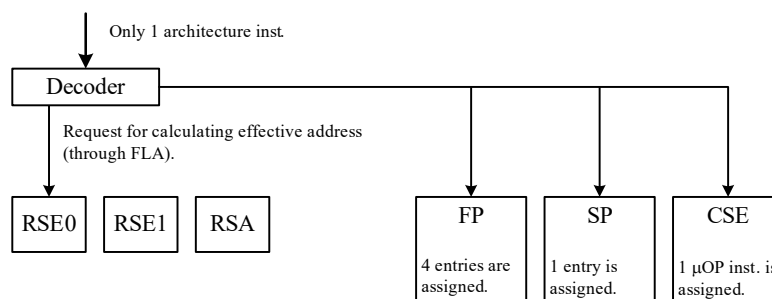 Only 1 architecture inst.
Decoder
Request for calculating effective address
(through FLA).
RSE0
RSE1
RSA
FP
SP
CSE
4 entries are
assigned.
1 entry is
assigned.
1 μOP inst. is
assigned.